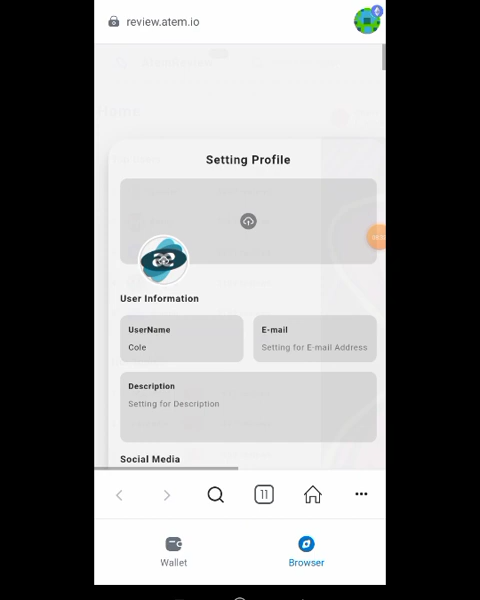 review.atem.io
Home
Setting Profile
User Information
UserName
Cole
E-mail
Setting for E-mail Address
Description
Setting for Description
Social Media
11
Wallet
Browser